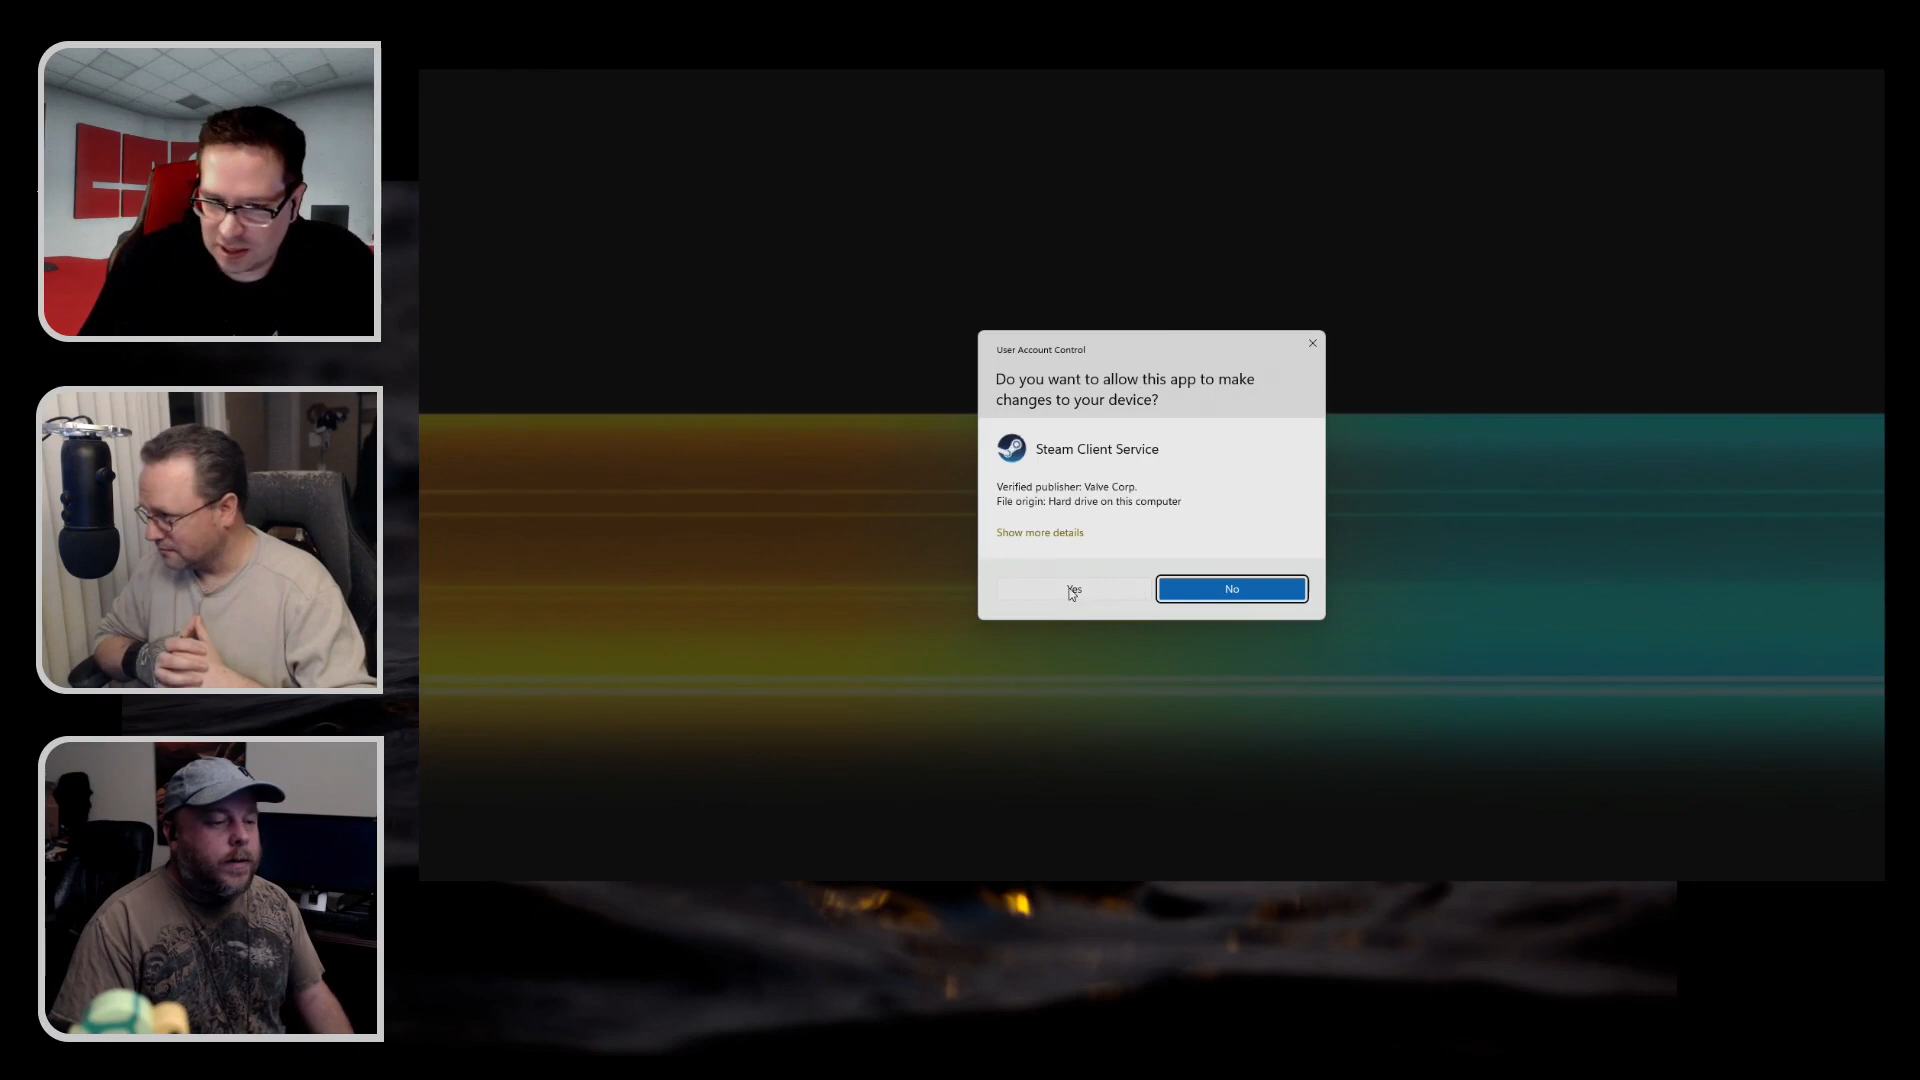 User Account Control
Do you want to allow this app to make
changes to your device?
Steam Client Service
Verified publisher: Valve Corp.
File origin: Hard drive on this computer
Show more details
Yes
No